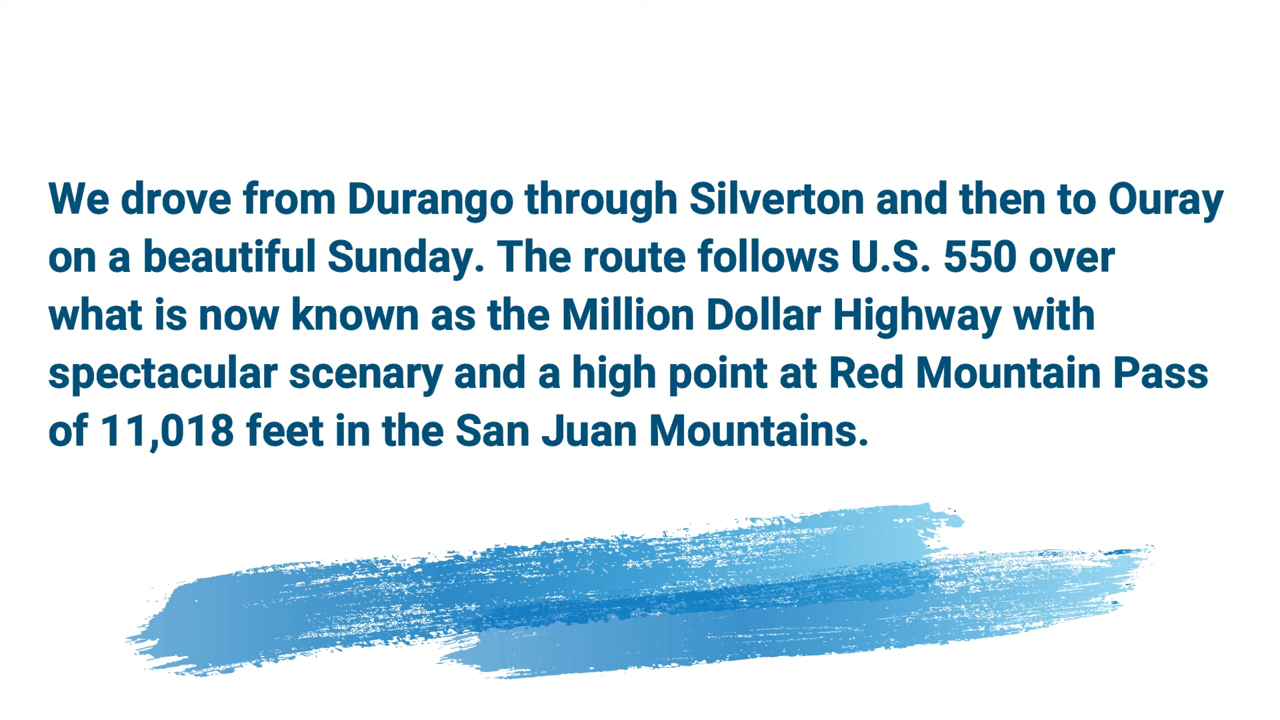 We drove from Durango through Silverton and then to Ouray
on a beautiful Sunday. The route follows U.S. 550 over
what is now known as the Million Dollar Highway with
spectacular scenary and a high point at Red Mountain Pass
of 11,018 feet in the San Juan Mountains.